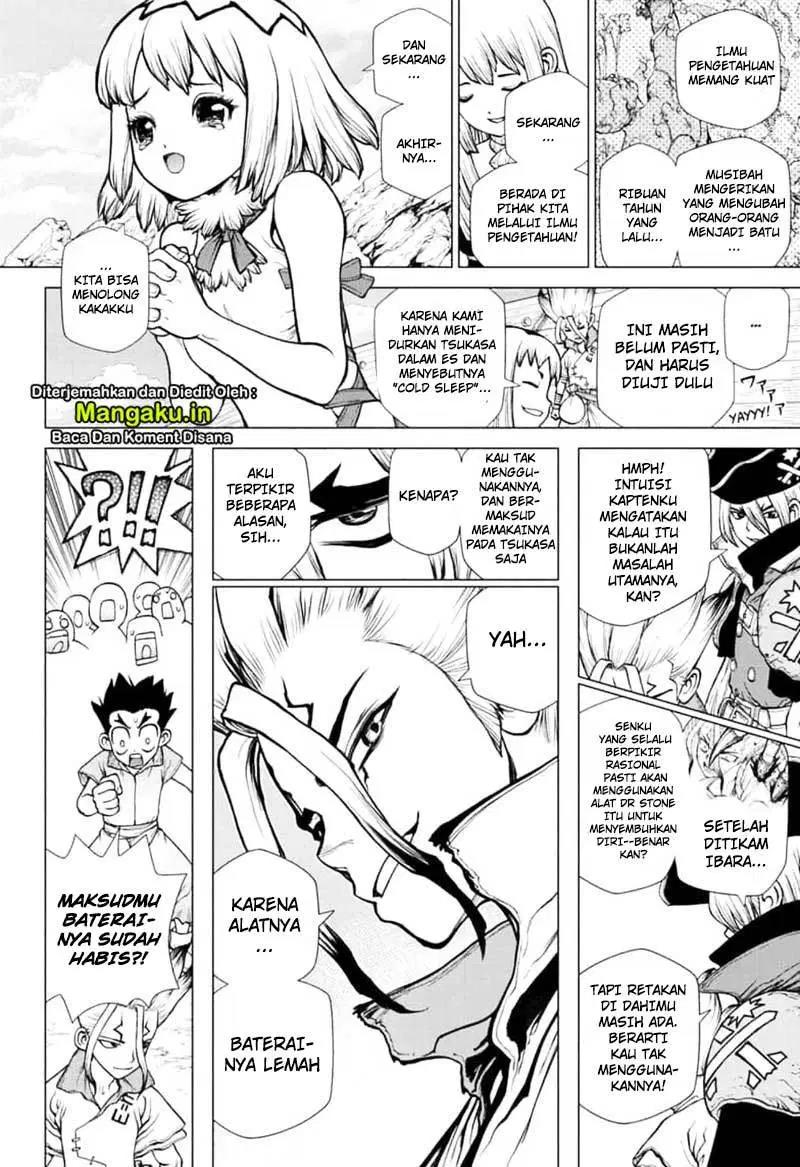 ILMU
PENGETAHUAN
MEMANG KUAT
MUSIBAH
MENGERIKAN
YANG MENGUBAH
ORANG-ORANG
MENJADI BATU
...
RIBUAN
TAHUN
YANG
LALU...
SEKARANG
...
BERADA DI
PIHAK KITA
MELALUI ILMU
PENGETAHUAN!
DAN
SEKARANG
...
AKHIR-
NYA...
...
KITA BISA
MENOLONG
KAKAKKU
...
YAYYY!
INI MASIH
BELUM PASTI,
DAN HARUS
DIUJI DULU
KARENA KAMI
HANYA MENI-
DURKAN TSUKASA
DALAM ES DAN
MENYEBUTNYA
"COLD SLEEP"...
Diterjemahkan dan Diedit Oleh :
Mangaku.in
Baca Dan Koment Disana
HMPH!
INTUISI
KAPTENKU
MENGATAKAN
KALAU ITU
BUKANLAH
MASALAH
UTAMANYA,
KAN?
SETELAH
DITIKAM
IBARA...
SENKU
YANG SELALU
BERPIKIR
RASIONAL
PASTI AKAN
MENGGUNAKAN
ALAT DR STONE
ITU UNTUK
MENYEMBUHKAN
DIRI--BENAR
KAN?
TAPI RETAKAN
DI DAHIMU
MASIH ADA.
BERARTI
KAU TAK
MENGGUNA-
KANNYA!
KAU TAK
MENGGU-
NAKANNYA,
DAN BER-
MAKSUD
MEMAKAINYA
PADA TSUKASA
SAJA
KENAPA?
AKU
TERPIKIR
BEBERAPA
ALASAN,
SIH...
YAH...
KARENA
ALATNYA
...
BATERAI-
NYA LEMAH
?!!
MAKSUDMU
BATERAI-
NYA SUDAH
HABIS?!